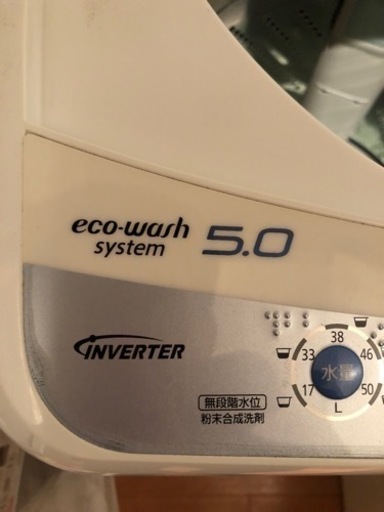 eco-wash
system 5.0
INVERTER
38
33 46
水量
17 50
L
無段階水位
粉末合成洗剤